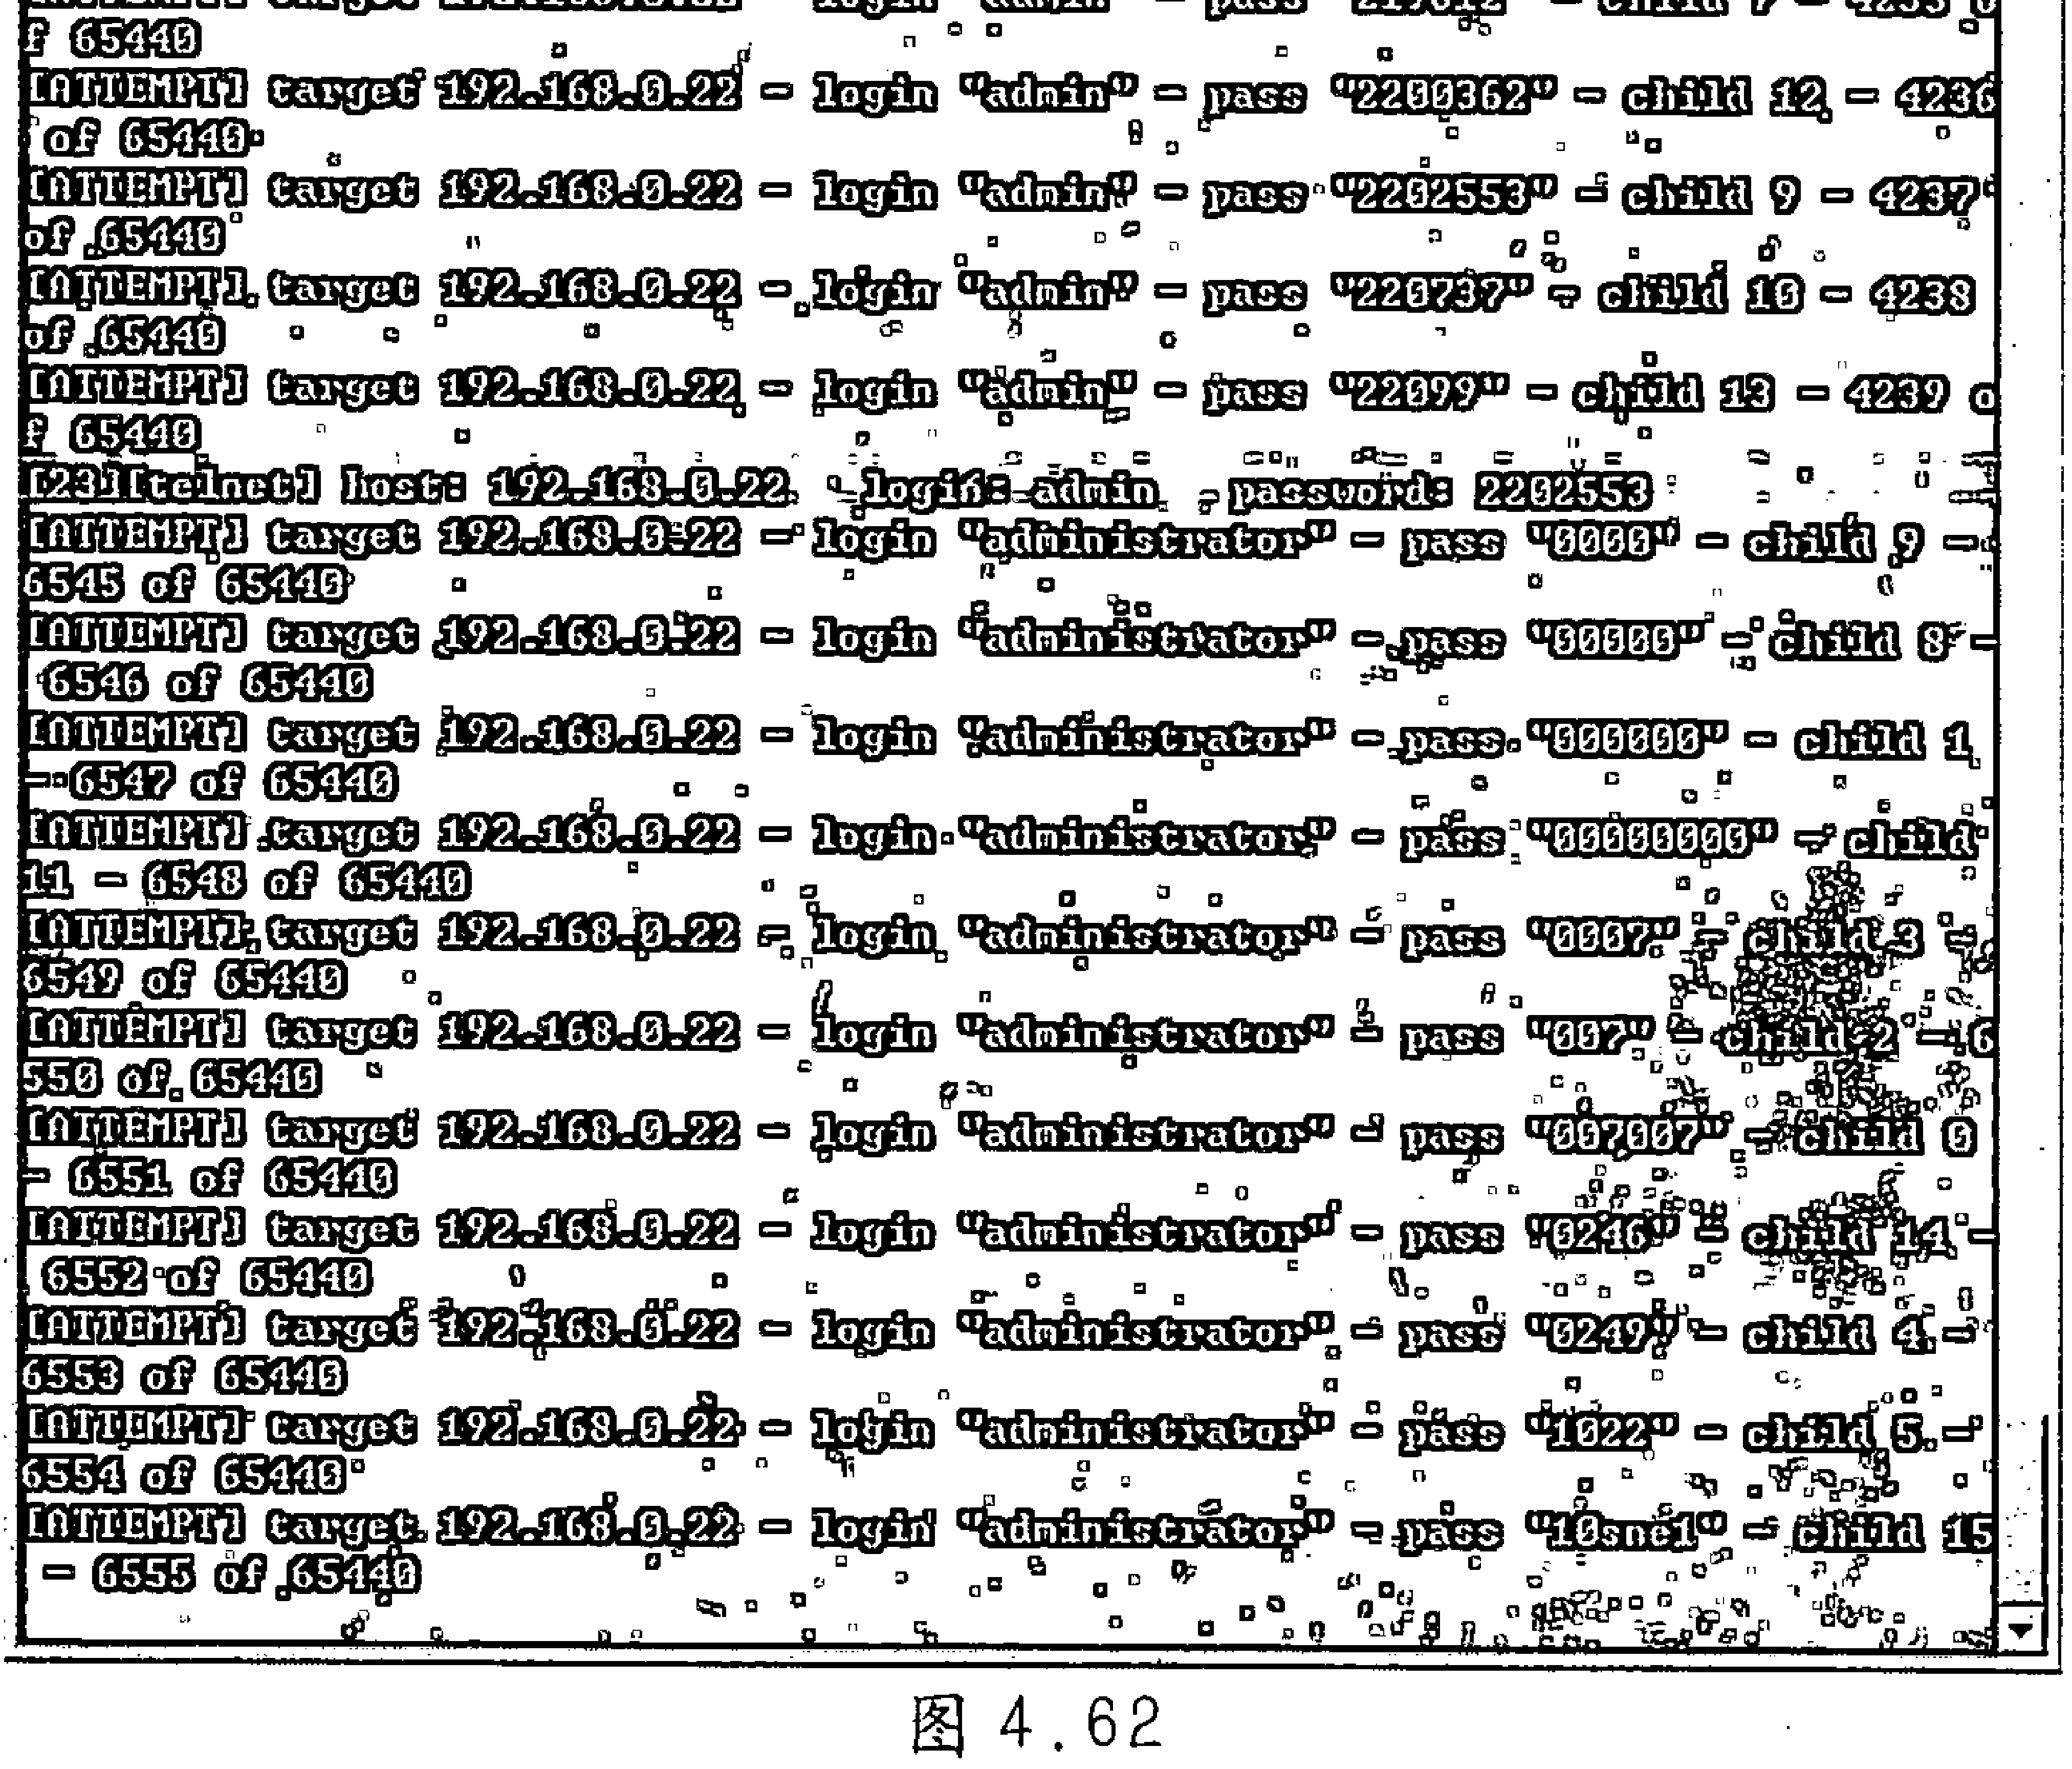 f 65440
[ATTEMPT] target 192.168.0.22 - login "admin" - pass "2200362" - child 12 - 4236
of 65440
[ATTEMPT] target 192.168.0.22 - login "admin" - pass "2202553" - child 9 - 4237
of 65440
[ATTEMPT] target 192.168.0.22 - login "admin" - pass "220737" - child 10 - 4238
of 65440
[ATTEMPT] target 192.168.0.22 - login "admin" - pass "22099" - child 13 - 4239 o
f 65440
[23][telnet] host: 192.168.0.22 login: admin password: 2202553
[ATTEMPT] target 192.168.0.22 - login "administrator" - pass "0000" - child 9 -
6545 of 65440
[ATTEMPT] target 192.168.0.22 - login "administrator" - pass "00000" - child 8 -
6546 of 65440
[ATTEMPT] target 192.168.0.22 - login "administrator" - pass "000000" - child 1
- 6547 of 65440
[ATTEMPT] target 192.168.0.22 - login "administrator" - pass "00000000" - child
11 - 6548 of 65440
[ATTEMPT] target 192.168.0.22 - login "administrator" - pass "0007" - child 3 -
6549 of 65440
[ATTEMPT] target 192.168.0.22 - login "administrator" - pass "007" - child 2 - 6
550 of 65440
[ATTEMPT] target 192.168.0.22 - login "administrator" - pass "007007" - child 0
- 6551 of 65440
[ATTEMPT] target 192.168.0.22 - login "administrator" - pass "0246" - child 14 -
6552 of 65440
[ATTEMPT] target 192.168.0.22 - login "administrator" - pass "0249" - child 4 -
6553 of 65440
[ATTEMPT] target 192.168.0.22 - login "administrator" - pass "1022" - child 5 -
6554 of 65440
[ATTEMPT] target 192.168.0.22 - login "administrator" - pass "10sne1" - child 15
- 6555 of 65440
图 4.62